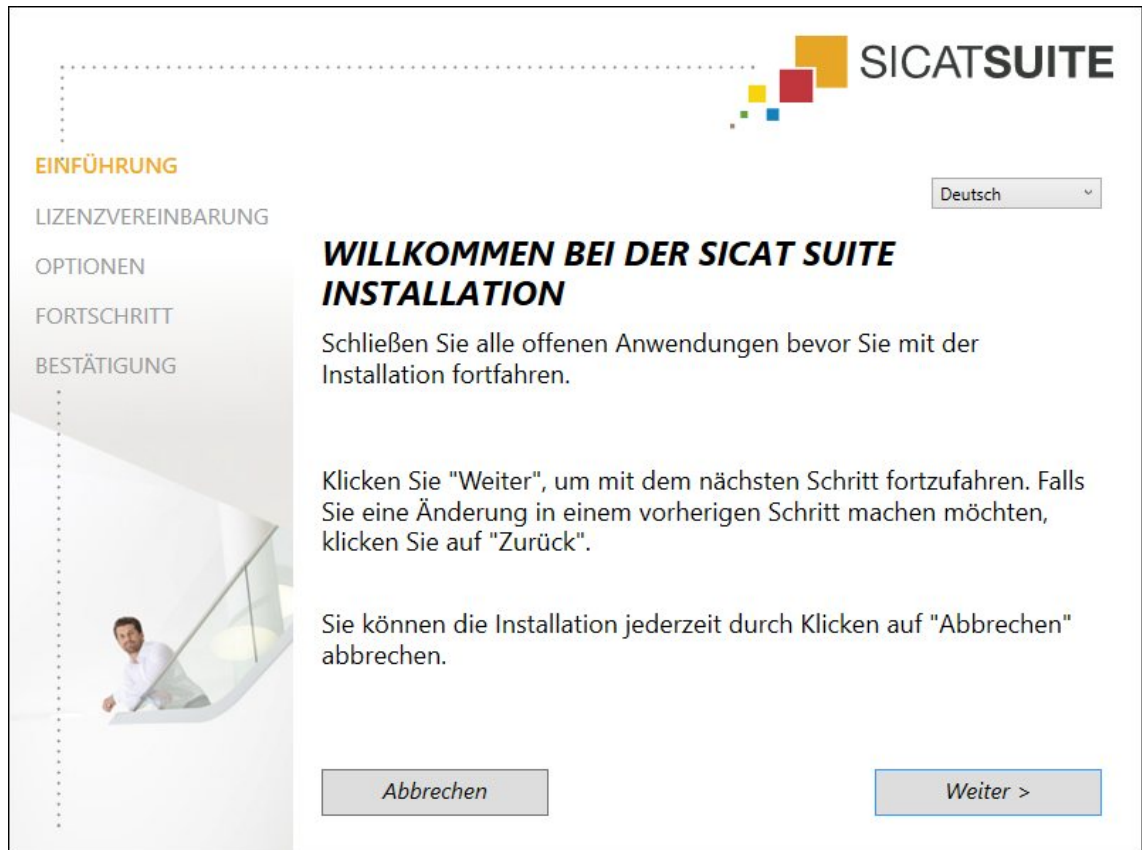 SICATSUITE
EINFÜHRUNG
LIZENZVEREINBARUNG
OPTIONEN
FORTSCHRITT
BESTÄTIGUNG
Deutsch
WILLKOMMEN BEI DER SICAT SUITE
INSTALLATION
Schließen Sie alle offenen Anwendungen bevor Sie mit der
Installation fortfahren.
Klicken Sie "Weiter", um mit dem nächsten Schritt fortzufahren. Falls
Sie eine Änderung in einem vorherigen Schritt machen möchten,
klicken Sie auf "Zurück".
Sie können die Installation jederzeit durch Klicken auf "Abbrechen"
abbrechen.
Abbrechen
Weiter >